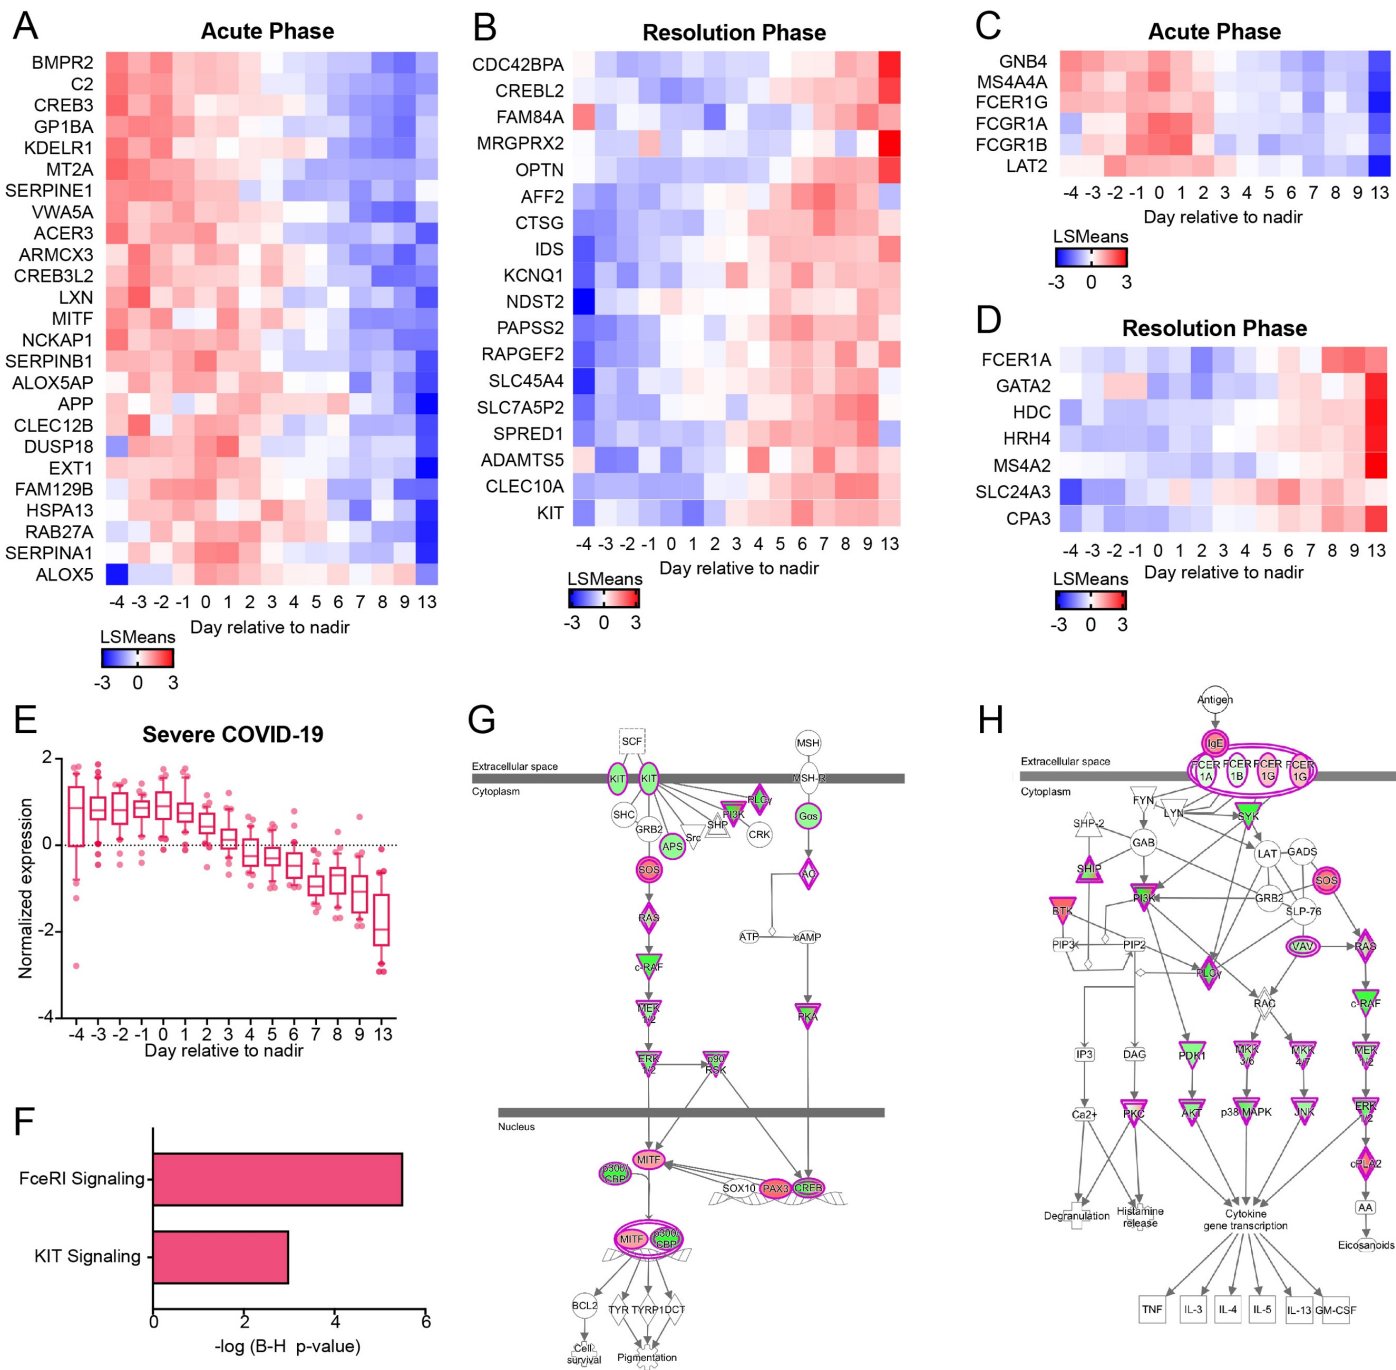 A
Acute Phase
BMPR2
C2
CREB3
GP1BA
KDELR1
MT2A
SERPINE1
VWA5A
ACER3
ARMCX3
CREB3L2
LXN
MITF
NCKAP1
SERPINB1
ALOX5AP
APP
CLEC12B
DUSP18
EXT1
FAM129B
HSPA13
RAB27A
SERPINA1
ALOX5
-4 -3 -2 -1 0 1 2 3 4 5 6 7 8 9 13
Day relative to nadir
LSMeans
-3 0 3
B
Resolution Phase
CDC42BPA
CREBL2
FAM84A
MRGPRX2
OPTN
AFF2
CTSG
IDS
KCNQ1
NDST2
PAPSS2
RAPGEF2
SLC45A4
SLC7A5P2
SPRED1
ADAMTS5
CLEC10A
KIT
-4 -3 -2 -1 0 1 2 3 4 5 6 7 8 9 13
Day relative to nadir
LSMeans
-3 0 3
C
Acute Phase
GNB4
MS4A4A
FCER1G
FCGR1A
FCGR1B
LAT2
-4 -3 -2 -1 0 1 2 3 4 5 6 7 8 9 13
Day relative to nadir
LSMeans
-3 0 3
D
Resolution Phase
FCER1A
GATA2
HDC
HRH4
MS4A2
SLC24A3
CPA3
-4 -3 -2 -1 0 1 2 3 4 5 6 7 8 9 13
Day relative to nadir
LSMeans
-3 0 3
E
Severe COVID-19
Normalized expression
2
0
-2
-4
-4 -3 -2 -1 0 1 2 3 4 5 6 7 8 9 13
Day relative to nadir
F
FceRI Signaling
KIT Signaling
0 2 4 6
-log (B-H p-value)
G
SCF
MSH
Extracellular space
KIT KIT
MSH-R
Cytoplasm
PLCγ
PI3K
SHC
GRB2
Src
SHP
CRK
Gαs
APS
SOS
AC
RAS
ATP
cAMP
c-RAF
MEK
1/2
PKA
ERK
1/2
p90
RSK
Nucleus
MITF
p300/
CBP
SOX10
PAX3
CREB
MITF
p300/
CBP
BCL2
TYR
TYRP1
DCT
Cell
survival
Pigmentation
H
Antigen
IgE
Extracellular space
FCER
1A
FCER
1B
FCER
1G
FCER
1G
Cytoplasm
FYN
LYN
SYK
SHP-2
GAB
LAT
GADS
SHIP
PI3K
SOS
GRB2
SLP-76
BTK
PIP3
PIP2
VAV
RAS
PLCγ
RAC
c-RAF
IP3
DAG
PDK1
MKK
3/6
MKK
4/7
MEK
1/2
Ca2+
PKC
AKT
p38 MAPK
JNK
ERK
1/2
cPLA2
AA
Degranulation
Histamine
release
Cytokine
gene transcription
Eicosanoids
TNF
IL-3
IL-4
IL-5
IL-13
GM-CSF